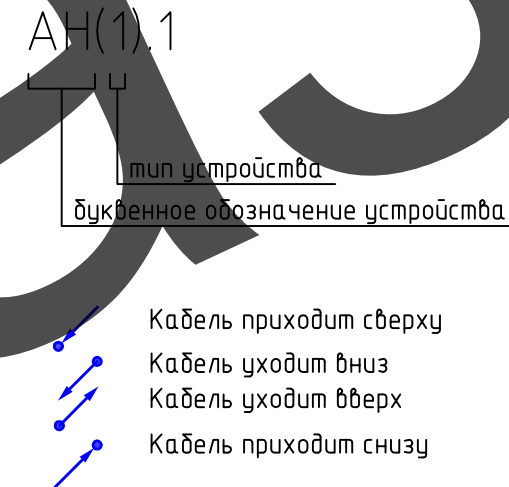 АН(1).1
тип устройства
буквенное обозначение устройства
Кабель приходит сверху
Кабель уходит вниз
Кабель уходит вверх
Кабель приходит снизу